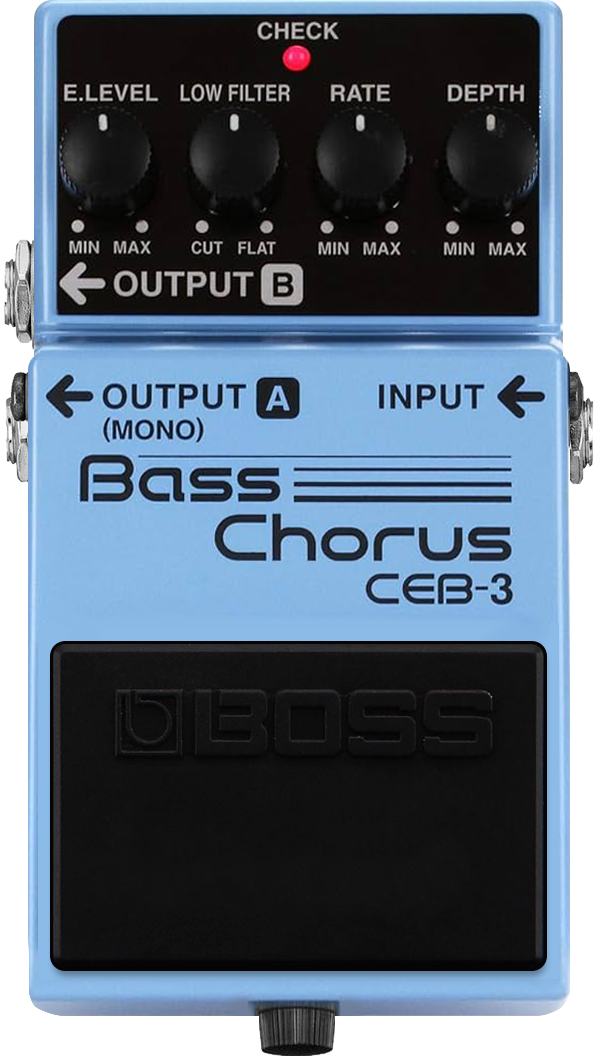 CHECK
E.LEVEL LOW FILTER RATE DEPTH
MIN MAX CUT FLAT MIN MAX MIN MAX
OUTPUT B
OUTPUT A INPUT
(MONO)
Bass
Chorus
CEB-3
BOSS